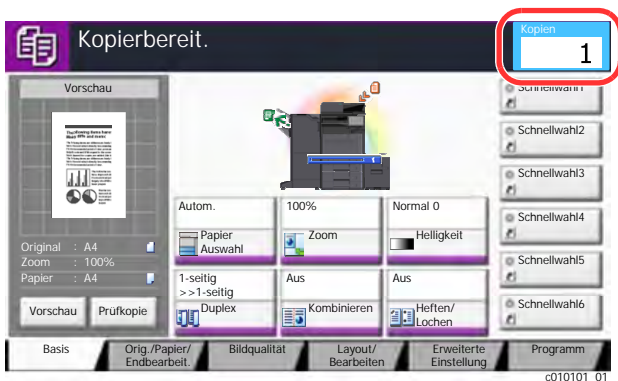 Kopierbereit.
Kopien
1
Vorschau
Original : A4
Zoom : 100%
Papier : A4
Vorschau
Prüfkopie
Autom.
Papier
Auswahl
100%
Zoom
Normal 0
Helligkeit
1-seitig
>>1-seitig
Duplex
Aus
Kombinieren
Aus
Heften/
Lochen
Schnellwahl1
Schnellwahl2
Schnellwahl3
Schnellwahl4
Schnellwahl5
Schnellwahl6
Basis
Orig./Papier/
Endbearbeit.
Bildqualität
Layout/
Bearbeiten
Erweiterte
Einstellung
Programm
c010101_01